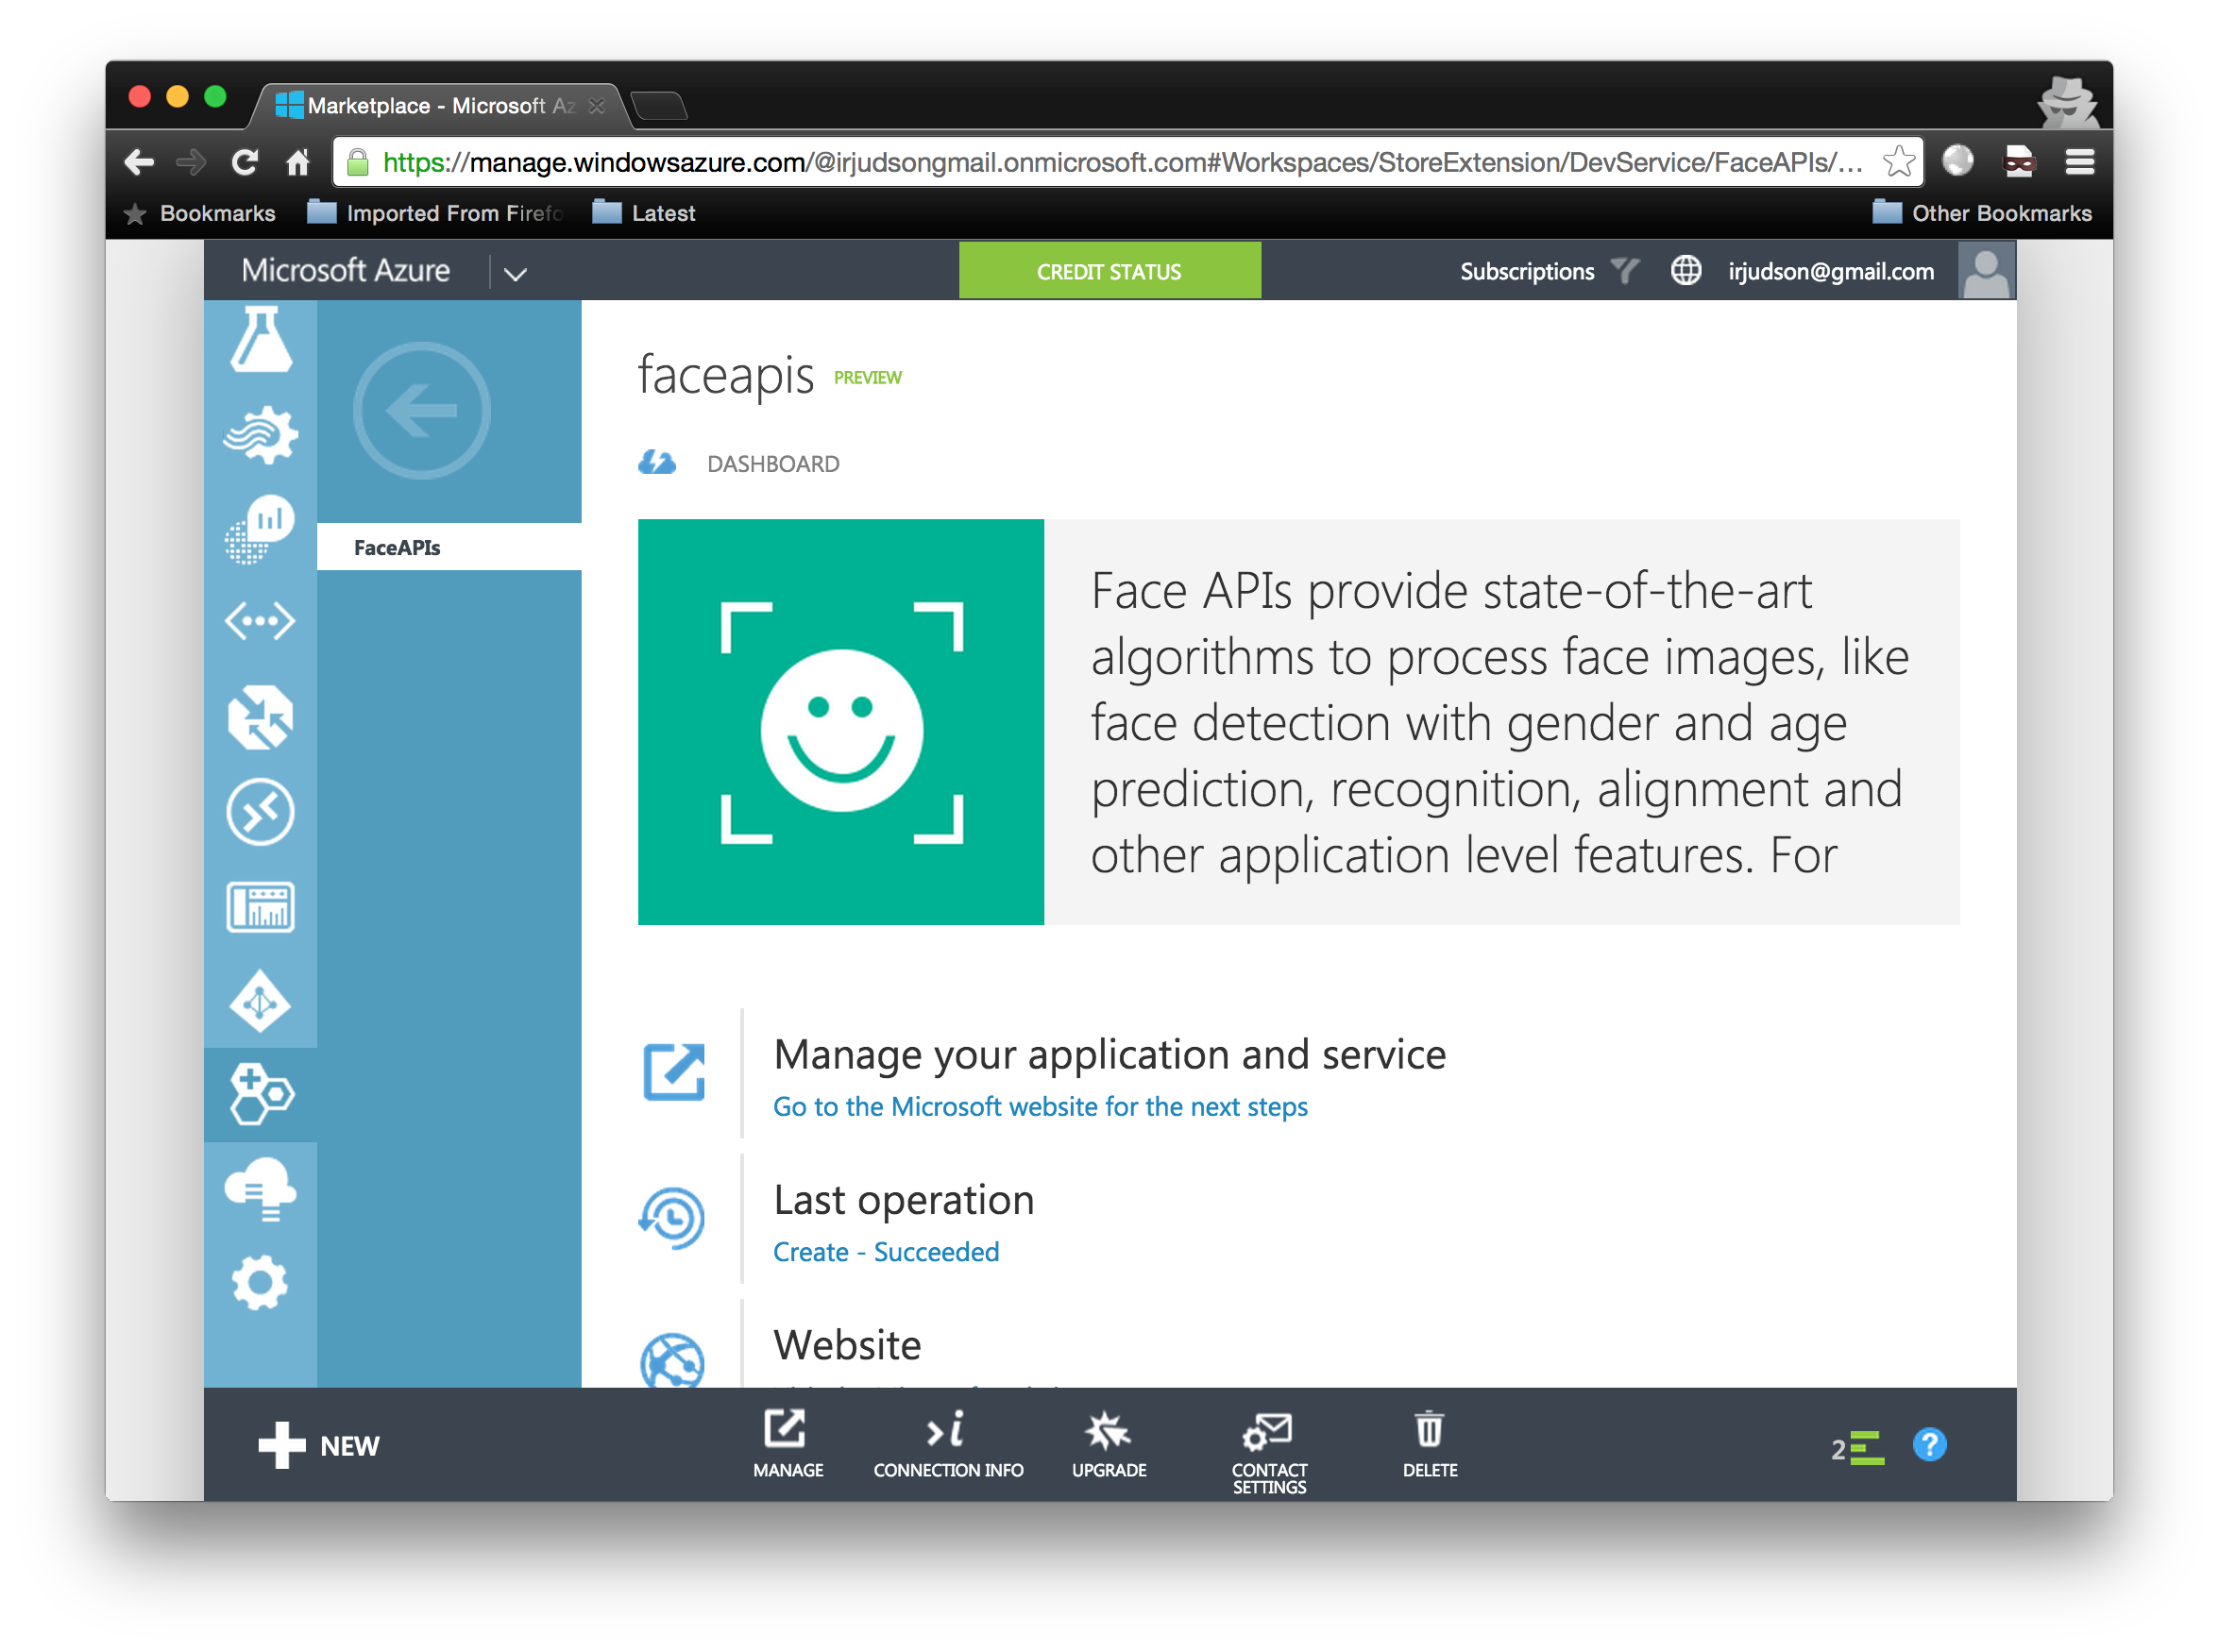 Marketplace - Microsoft Az
https://manage.windowsazure.com/@irjudsongmail.onmicrosoft.com#Workspaces/StoreExtension/DevService/FaceAPIs/...
Bookmarks Imported From Firefo Latest Other Bookmarks
Microsoft Azure CREDIT STATUS Subscriptions irjudson@gmail.com
faceapis PREVIEW
DASHBOARD
FaceAPIs
Face APIs provide state-of-the-art
algorithms to process face images, like
face detection with gender and age
prediction, recognition, alignment and
other application level features. For
Manage your application and service
Go to the Microsoft website for the next steps
Last operation
Create - Succeeded
Website
NEW
MANAGE
CONNECTION INFO
UPGRADE
CONTACT
SETTINGS
DELETE
2
?